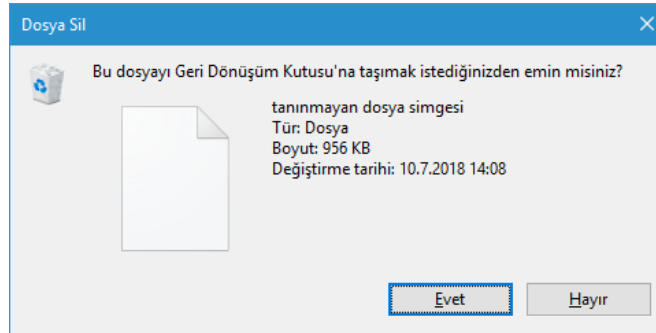 Dosya Sil
Bu dosyayı Geri Dönüşüm Kutusu'na taşımak istediğinizden emin misiniz?
tanınmayan dosya simgesi
Tür: Dosya
Boyut: 956 KB
Değiştirme tarihi: 10.7.2018 14:08
Evet
Hayır